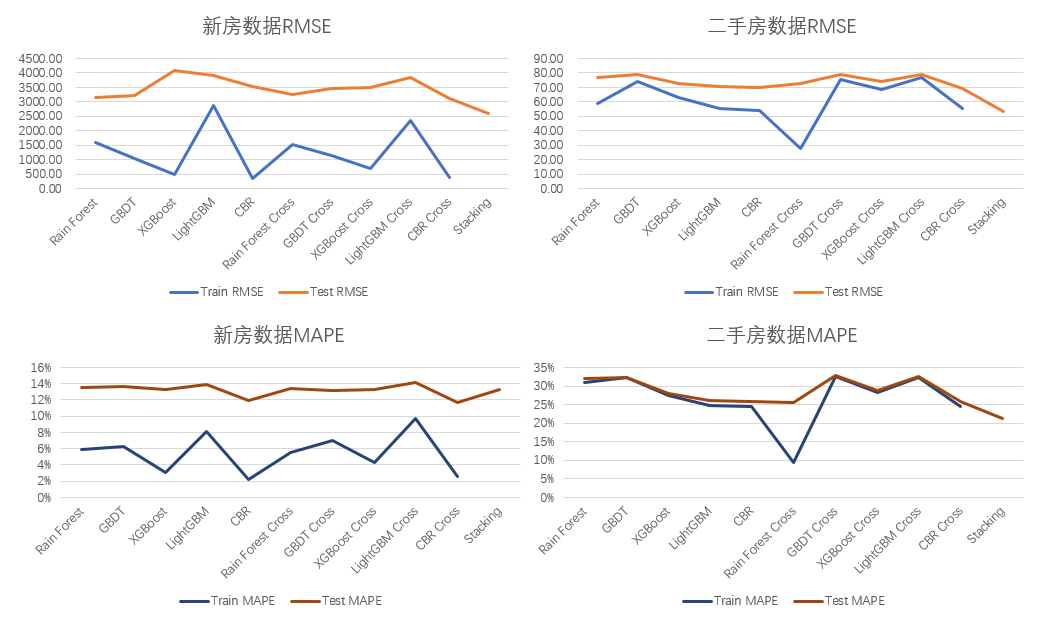 新房数据RMSE
4500.00
4000.00
3500.00
3000.00
2500.00
2000.00
1500.00
1000.00
500.00
0.00
Rain Forest
GBDT
XGBoost
LightGBM
CBR
Rain Forest Cross
GBDT Cross
XGBoost Cross
LightGBM Cross
CBR Cross
Stacking
Train RMSE
Test RMSE
二手房数据RMSE
90.00
80.00
70.00
60.00
50.00
40.00
30.00
20.00
10.00
0.00
Rain Forest
GBDT
XGBoost
LightGBM
CBR
Rain Forest Cross
GBDT Cross
XGBoost Cross
LightGBM Cross
CBR Cross
Stacking
Train RMSE
Test RMSE
新房数据MAPE
16%
14%
12%
10%
8%
6%
4%
2%
0%
Rain Forest
GBDT
XGBoost
LightGBM
CBR
Rain Forest Cross
GBDT Cross
XGBoost Cross
LightGBM Cross
CBR Cross
Stacking
Train MAPE
Test MAPE
二手房数据MAPE
35%
30%
25%
20%
15%
10%
5%
0%
Rain Forest
GBDT
XGBoost
LightGBM
CBR
Rain Forest Cross
GBDT Cross
XGBoost Cross
LightGBM Cross
CBR Cross
Stacking
Train MAPE
Test MAPE